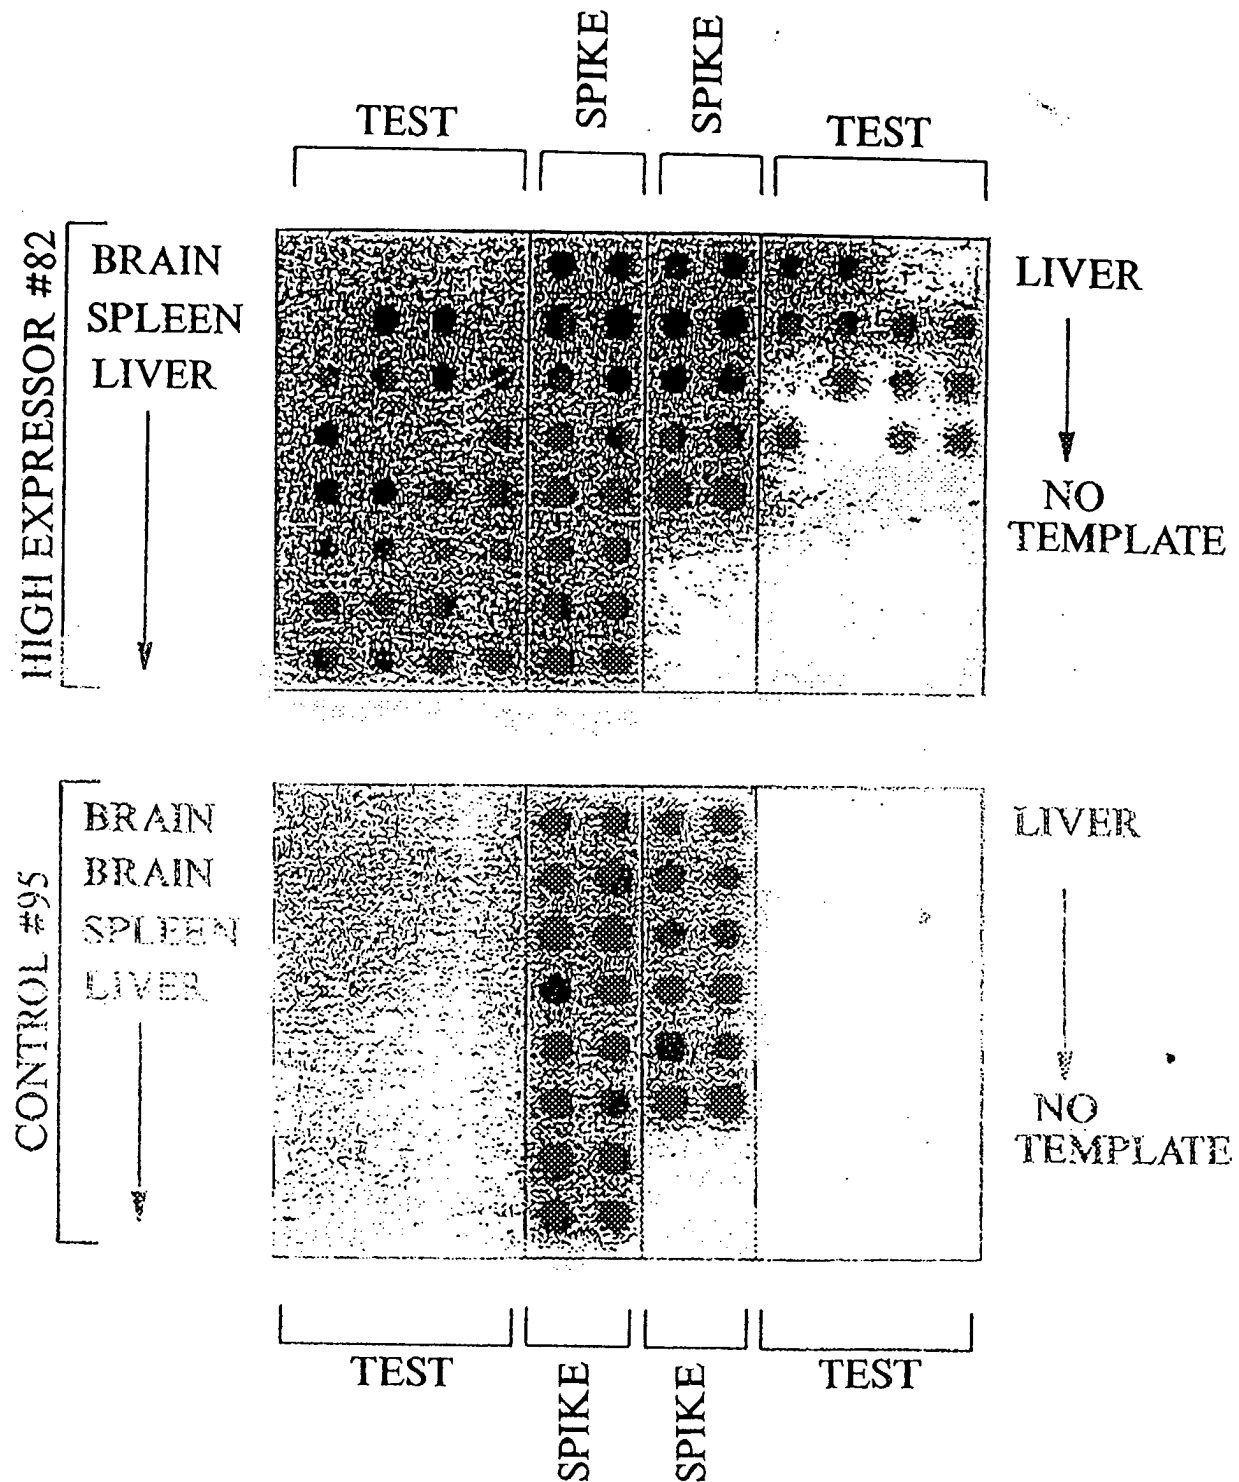 SPIKE
SPIKE
TEST
TEST
HIGH EXPRESSOR #82
BRAIN
SPLEEN
LIVER
LIVER
NO
TEMPLATE
CONTROL #95
BRAIN
BRAIN
SPLEEN
LIVER
LIVER
NO
TEMPLATE
TEST
TEST
SPIKE
SPIKE